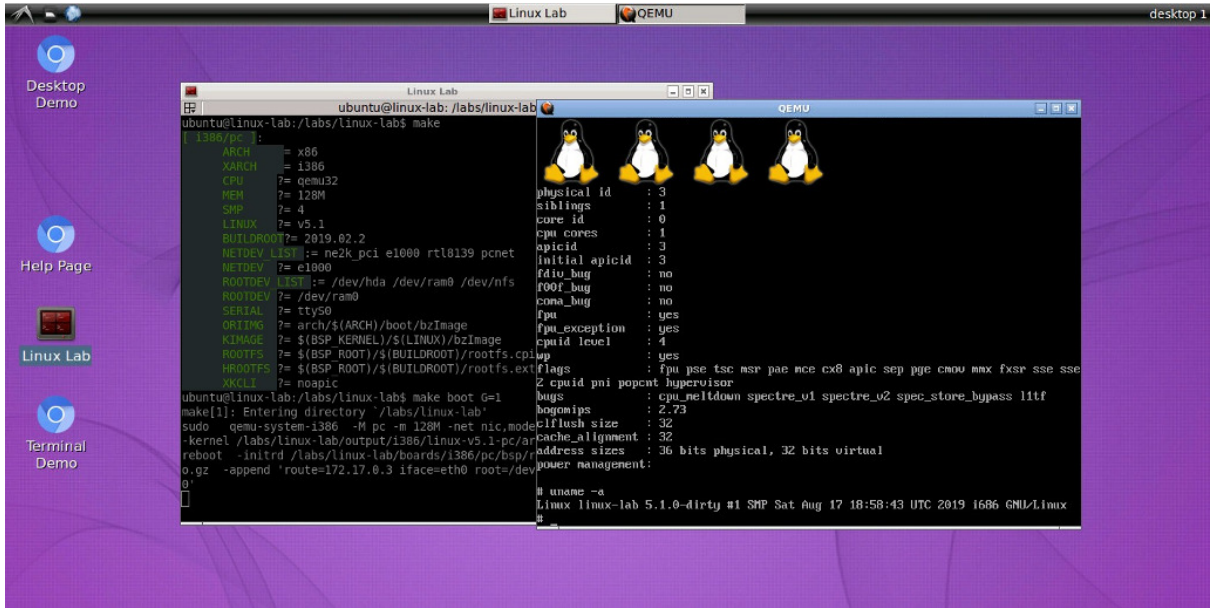 Linux Lab
QEMU
desktop 1
Desktop
Demo
Help Page
Linux Lab
Terminal
Demo
Linux Lab
ubuntu@linux-lab: /labs/linux-lab
ubuntu@linux-lab:/labs/linux-lab$ make
[ i386/pc ]:
ARCH = x86
XARCH = i386
CPU ?= qemu32
MEM ?= 128M
SMP ?= 4
LINUX ?= v5.1
BUILDROOT?= 2019.02.2
NETDEV_LIST := ne2k_pci e1000 rtl8139 pcnet
NETDEV ?= e1000
ROOTDEV_LIST := /dev/hda /dev/ram0 /dev/nfs
ROOTDEV ?= /dev/ram0
SERIAL ?= ttyS0
ORIIMG ?= arch/$(ARCH)/boot/bzImage
KIMAGE ?= $(BSP_KERNEL)/$(LINUX)/bzImage
ROOTFS ?= $(BSP_ROOT)/$(BUILDROOT)/rootfs.cpi
HROOTFS ?= $(BSP_ROOT)/$(BUILDROOT)/rootfs.ext
XKCLI ?= noapic
ubuntu@linux-lab:/labs/linux-lab$ make boot G=1
make[1]: Entering directory `/labs/linux-lab'
sudo qemu-system-i386 -M pc -m 128M -net nic,mode
-kernel /labs/linux-lab/output/i386/linux-v5.1-pc/ar
reboot -initrd /labs/linux-lab/boards/i386/pc/bsp/r
o.gz -append 'route=172.17.0.3 iface=eth0 root=/dev
0'
QEMU
physical id : 3
siblings : 1
core id : 0
cpu cores : 1
apicid : 3
initial apicid : 3
fdiv_bug : no
f00f_bug : no
coma_bug : no
fpu : yes
fpu_exception : yes
cpuid level : 4
wp : yes
flags : fpu pse tsc msr pae mce cx8 apic sep pge cmov mmx fxsr sse sse
2 cpuid pni popcnt hypervisor
bugs : cpu_meltdown spectre_v1 spectre_v2 spec_store_bypass l1tf
bogomips : 2.73
clflush size : 32
cache_alignment : 32
address sizes : 36 bits physical, 32 bits virtual
power management:
# uname -a
Linux linux-lab 5.1.0-dirty #1 SMP Sat Aug 17 18:58:43 UTC 2019 i686 GNU/Linux
# _